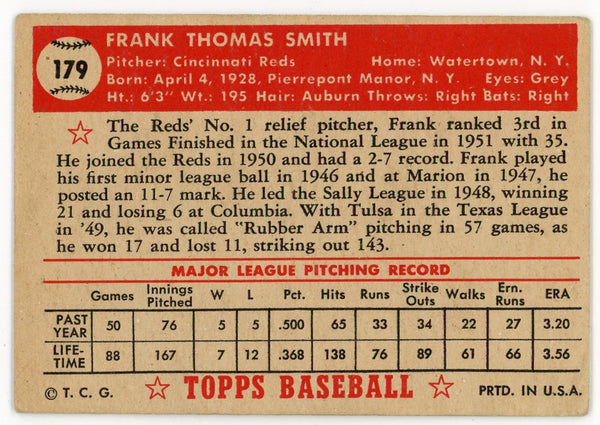 179
FRANK THOMAS SMITH
Pitcher: Cincinnati Reds Home: Watertown, N. Y.
Born: April 4, 1928, Pierrepont Manor, N. Y. Eyes: Grey
Ht.: 6'3" Wt.: 195 Hair: Auburn Throws: Right Bats: Right
The Reds' No. 1 relief pitcher, Frank ranked 3rd in
Games Finished in the National League in 1951 with 35.
He joined the Reds in 1950 and had a 2-7 record. Frank played
his first minor league ball in 1946 and at Marion in 1947, he
posted an 11-7 mark. He led the Sally League in 1948, winning
21 and losing 6 at Columbia. With Tulsa in the Texas League
in '49, he was called "Rubber Arm" pitching in 57 games, as
he won 17 and lost 11, striking out 143.
MAJOR LEAGUE PITCHING RECORD
Games Innings Pitched W L Pct. Hits Runs Strike Outs Walks Ern. Runs ERA
PAST YEAR 50 76 5 5 .500 65 33 34 22 27 3.20
LIFE-TIME 88 167 7 12 .368 138 76 89 61 66 3.56
© T. C. G. TOPPS BASEBALL PRTD. IN U.S.A.